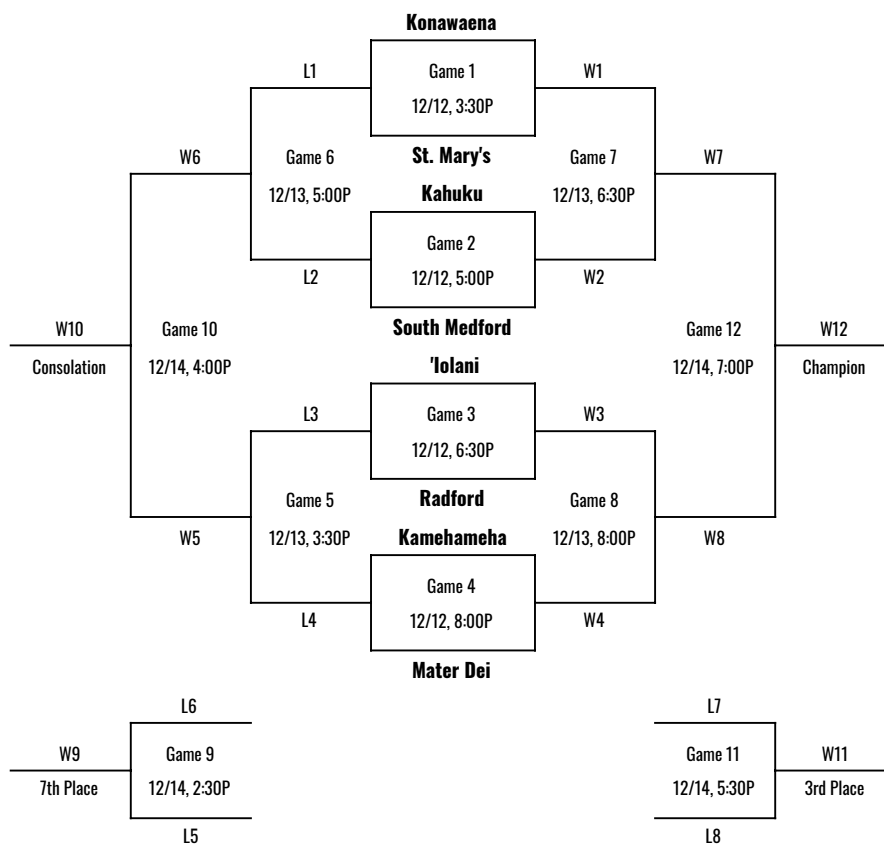 Konawaena
L1
Game 1
W1
12/12, 3:30P
W6
Game 6
St. Mary's
Game 7
W7
12/13, 5:00P
Kahuku
12/13, 6:30P
Game 2
L2
12/12, 5:00P
W2
W10
Game 10
South Medford
Game 12
W12
Consolation
12/14, 4:00P
'Iolani
12/14, 7:00P
Champion
L3
Game 3
W3
12/12, 6:30P
Game 5
Radford
Game 8
W5
12/13, 3:30P
Kamehameha
12/13, 8:00P
W8
Game 4
L4
12/12, 8:00P
W4
Mater Dei
L6
L7
W9
Game 9
Game 11
W11
7th Place
12/14, 2:30P
12/14, 5:30P
3rd Place
L5
L8